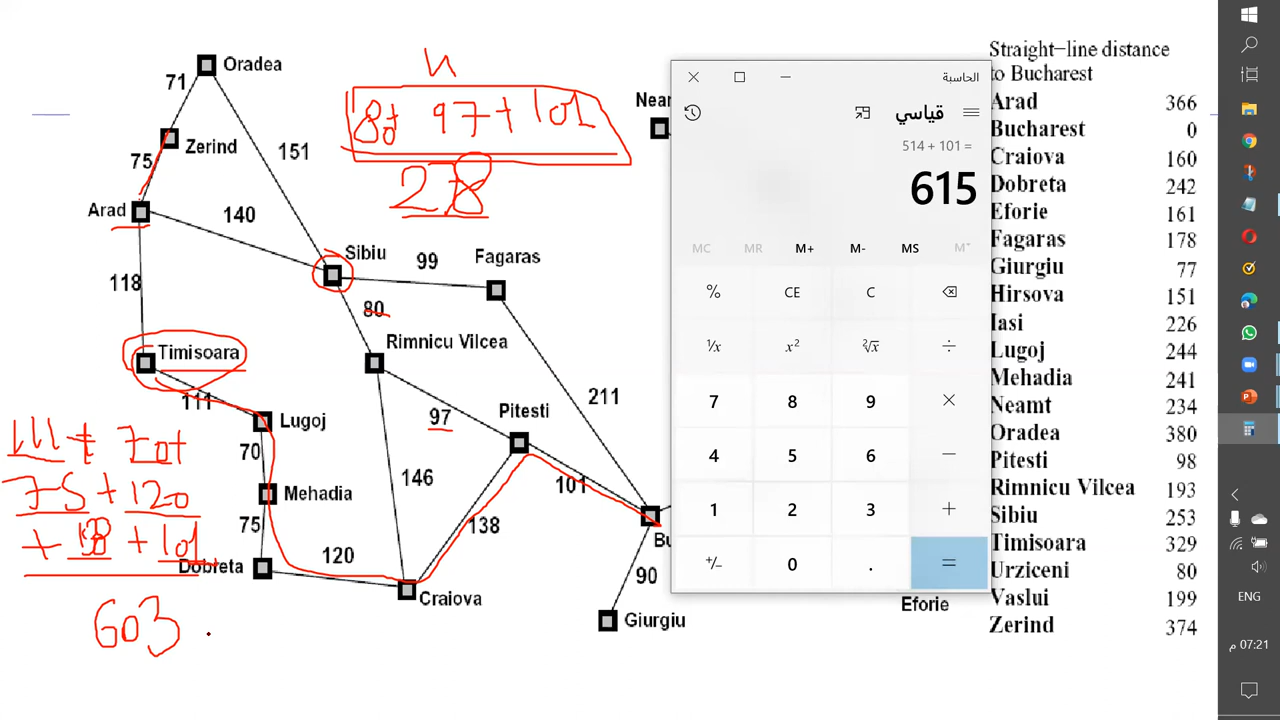 Oradea
71
Zerind
151
75
Arad
140
118
Sibiu
99
Fagaras
80
Rimnicu Vilcea
Timisoara
111
Lugoj
70
97
Pitesti
211
Mehadia
146
101
75
138
Bu
Dobreta
120
90
Craiova
Giurgiu
Eforie
h
80+ 97+101
278
111+ 70+
75+120
+138+101
603
الحاسبة
قياسي
514 + 101 =
615
MC MR M+ M- MS M˅
% CE C
¹/x x² ²√x ÷
7 8 9 ×
4 5 6 −
1 2 3 +
+/− 0 . =
Straight−line distance
to Bucharest
Arad 366
Bucharest 0
Craiova 160
Dobreta 242
Eforie 161
Fagaras 178
Giurgiu 77
Hirsova 151
Iasi 226
Lugoj 244
Mehadia 241
Neamt 234
Oradea 380
Pitesti 98
Rimnicu Vilcea 193
Sibiu 253
Timisoara 329
Urziceni 80
Vaslui 199
Zerind 374
ENG
07:21 م